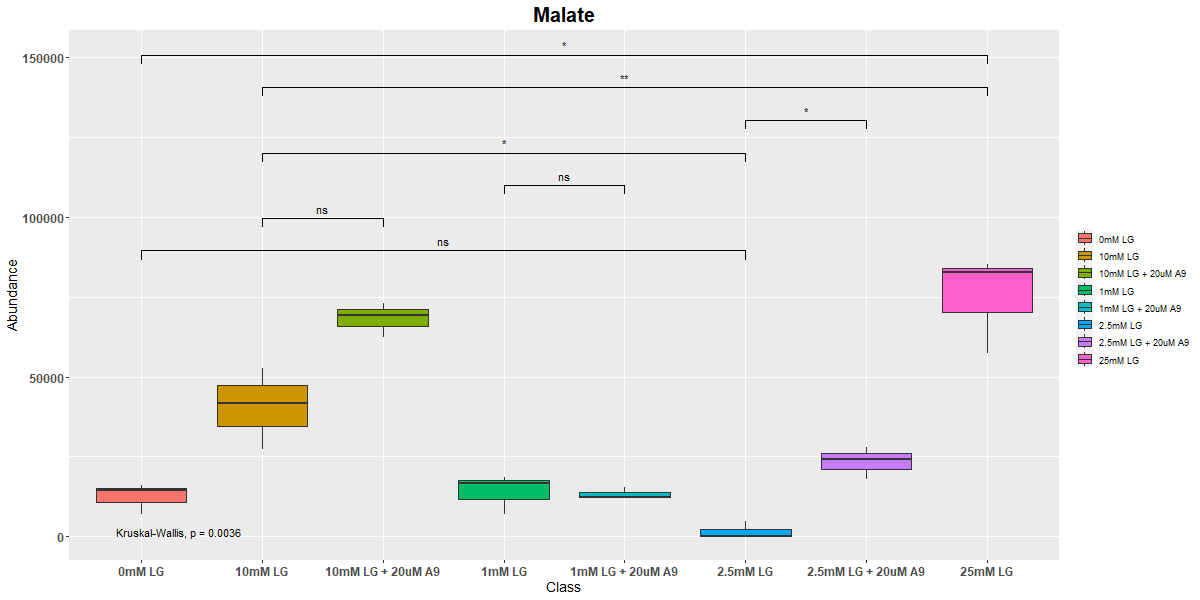 Malate
150000
100000
50000
0
Abundance
*
**
*
*
ns
ns
ns
Kruskal-Wallis, p = 0.0036
0mM LG
10mM LG
10mM LG + 20uM A9
1mM LG
1mM LG + 20uM A9
2.5mM LG
2.5mM LG + 20uM A9
25mM LG
Class
0mM LG
10mM LG
10mM LG + 20uM A9
1mM LG
1mM LG + 20uM A9
2.5mM LG
2.5mM LG + 20uM A9
25mM LG